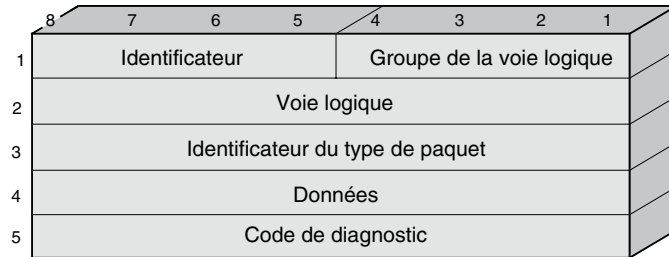 8 7 6 5 4 3 2 1
1 Identificateur Groupe de la voie logique
2 Voie logique
3 Identificateur du type de paquet
4 Données
5 Code de diagnostic